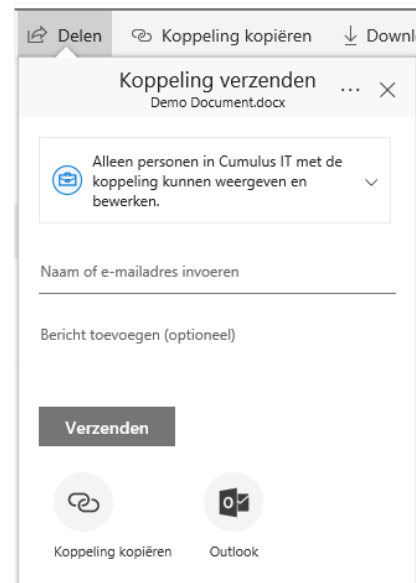 Delen Koppeling kopiëren Downl
Koppeling verzenden ...
Demo Document.docx
Alleen personen in Cumulus IT met de
koppeling kunnen weergeven en
bewerken.
Naam of e-mailadres invoeren
Bericht toevoegen (optioneel)
Verzenden
Koppeling kopiëren Outlook